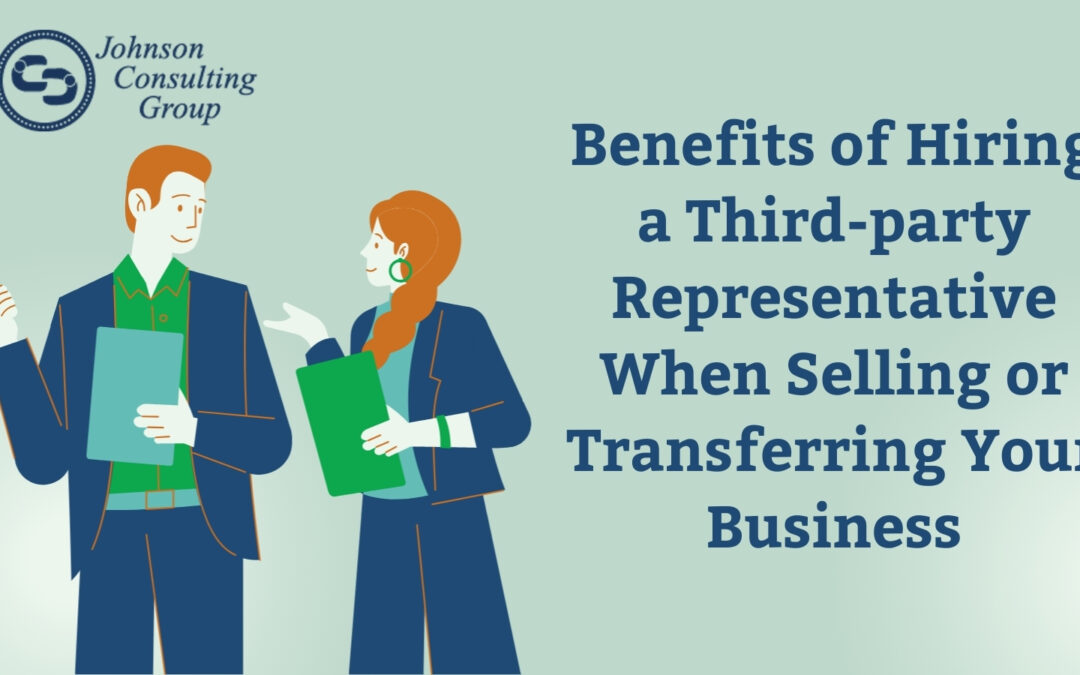 Johnson
Consulting
Group
Benefits of Hiring
a Third-party
Representative
When Selling or
Transferring Your
Business